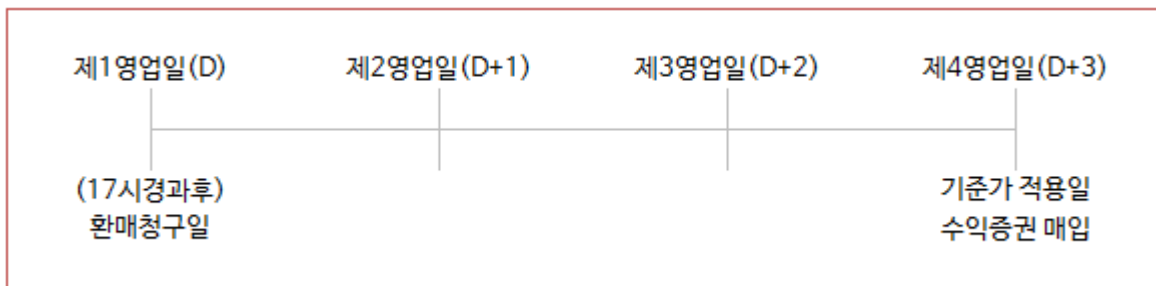 제1영업일(D) 제2영업일(D+1) 제3영업일(D+2) 제4영업일(D+3)
(17시경과후) 기준가 적용일
환매청구일 수익증권 매입